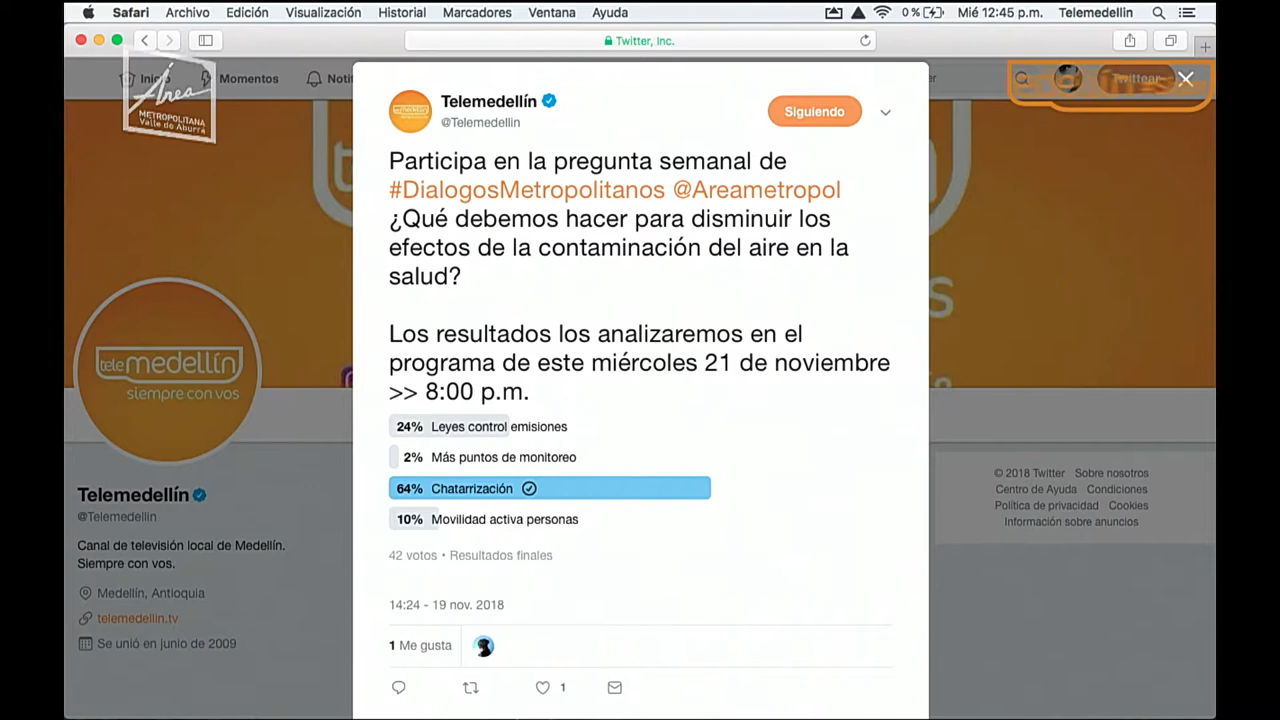 Safari Archivo Edición Visualización Historial Marcadores Ventana Ayuda 0 % Mié 12:45 p.m. Telemedellin
Twitter, Inc.
Inicio Momentos Noti er Twittear
Área
METROPOLITANA
Valle de Aburrá
Telemedellín
@Telemedellin
Siguiendo
Participa en la pregunta semanal de
#DialogosMetropolitanos @Areametropol
¿Qué debemos hacer para disminuir los
efectos de la contaminación del aire en la
salud?
Los resultados los analizaremos en el
programa de este miércoles 21 de noviembre
>> 8:00 p.m.
24% Leyes control emisiones
2% Más puntos de monitoreo
64% Chatarrización
10% Movilidad activa personas
42 votos • Resultados finales
14:24 - 19 nov. 2018
1 Me gusta
1
tele medellín
siempre con vos
Telemedellín
@Telemedellin
Canal de televisión local de Medellín.
Siempre con vos.
Medellín, Antioquia
telemedellin.tv
Se unió en junio de 2009
© 2018 Twitter Sobre nosotros
Centro de Ayuda Condiciones
Política de privacidad Cookies
Información sobre anuncios